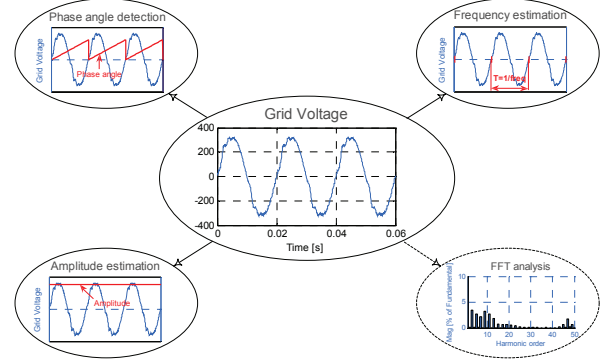 Phase angle detection
Grid Voltage
Phase angle
Frequency estimation
Grid Voltage
T=1/freq
Grid Voltage
400
200
0
-200
-400
0
0.02
0.04
0.06
Time [s]
Amplitude estimation
Grid Voltage
Amplitude
FFT analysis
Mag [% of Fundamental]
10
5
0
10
20
30
40
50
Harmonic order